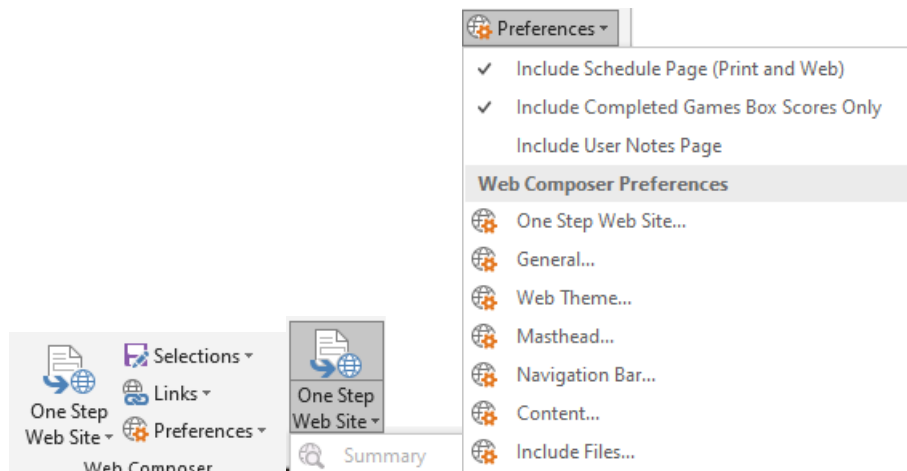 Preferences
Include Schedule Page (Print and Web)
Include Completed Games Box Scores Only
Include User Notes Page
Web Composer Preferences
One Step Web Site...
General...
Web Theme...
Masthead...
Navigation Bar...
Content...
Include Files...
One Step
Web Site
Selections
Links
Preferences
Web Composer
One Step
Web Site
Summary